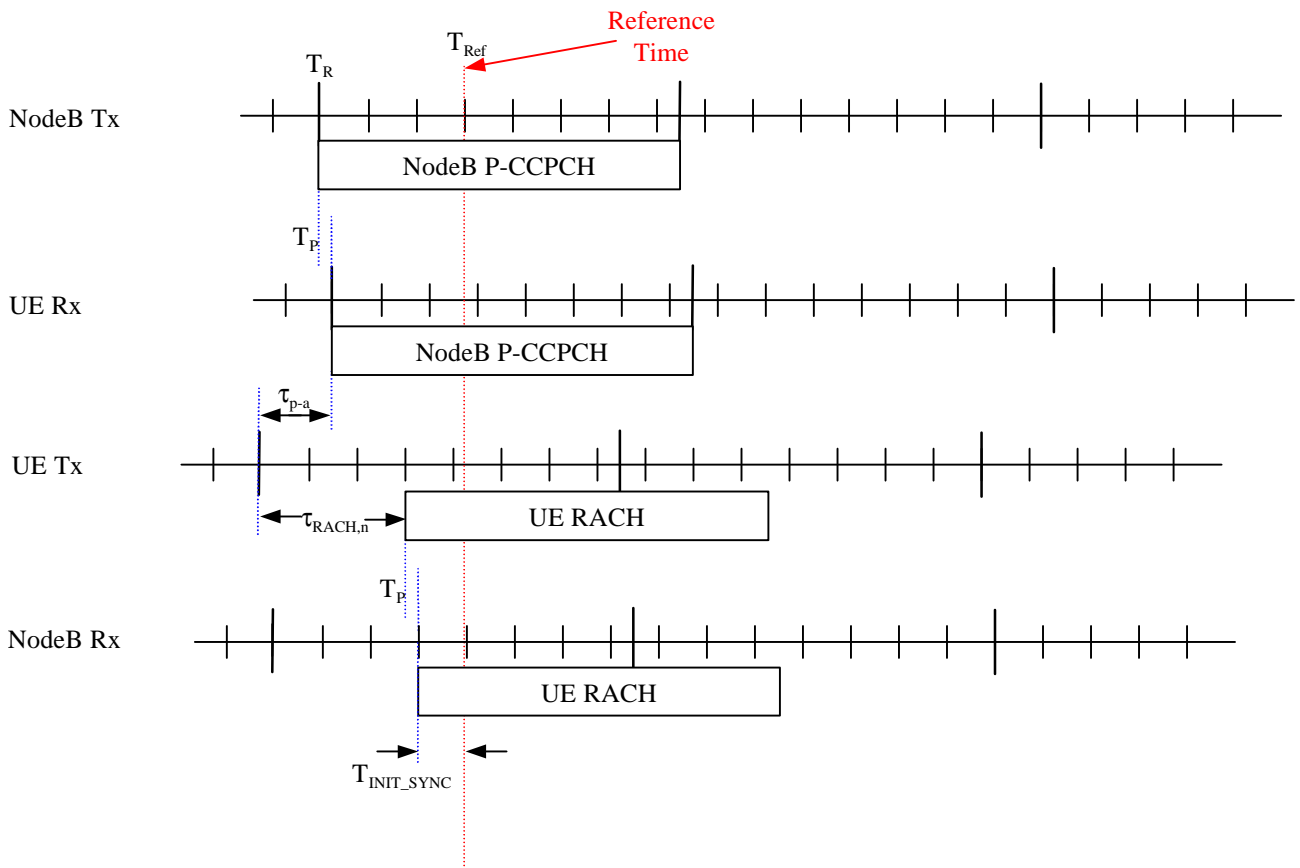 Reference
Time
T_Ref
T_R
NodeB Tx
NodeB P-CCPCH
T_P
UE Rx
NodeB P-CCPCH
τ_p-a
UE Tx
τ_RACH,n
UE RACH
T_P
NodeB Rx
UE RACH
T_INIT_SYNC